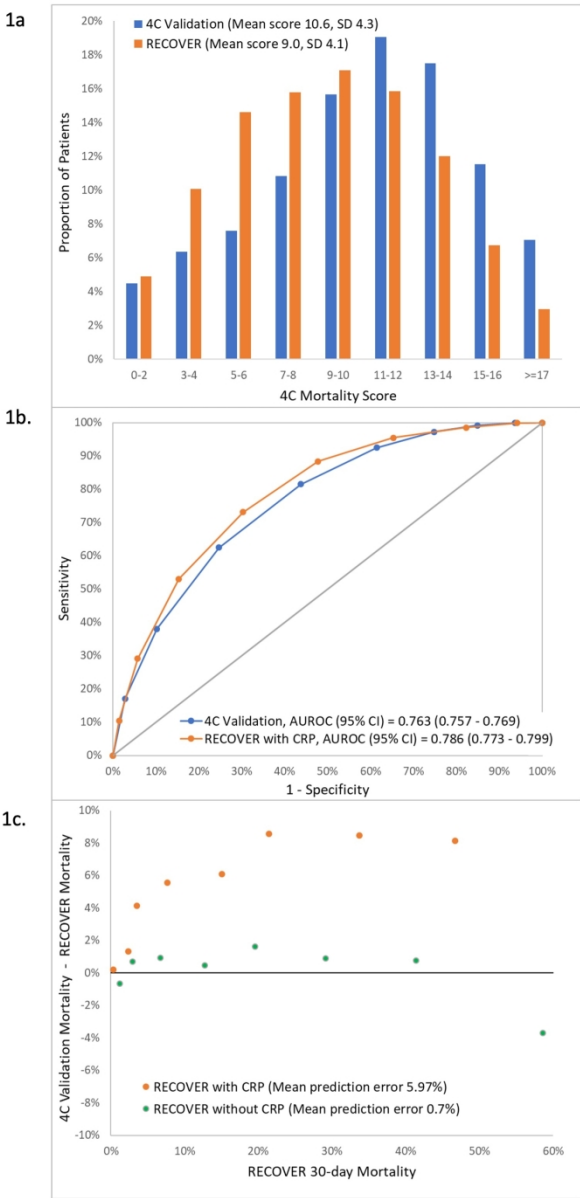 1a
20%
18%
16%
14%
12%
10%
8%
6%
4%
2%
0%
Proportion of Patients
4C Validation (Mean score 10.6, SD 4.3)
RECOVER (Mean score 9.0, SD 4.1)
0-2 3-4 5-6 7-8 9-10 11-12 13-14 15-16 >=17
4C Mortality Score
1b.
100%
90%
80%
70%
60%
50%
40%
30%
20%
10%
0%
Sensitivity
4C Validation, AUROC (95% CI) = 0.763 (0.757 - 0.769)
RECOVER with CRP, AUROC (95% CI) = 0.786 (0.773 - 0.799)
0% 10% 20% 30% 40% 50% 60% 70% 80% 90% 100%
1 - Specificity
1c.
10%
8%
6%
4%
2%
0%
-2%
-4%
-6%
-8%
-10%
4C Validation Mortality - RECOVER Mortality
RECOVER with CRP (Mean prediction error 5.97%)
RECOVER without CRP (Mean prediction error 0.7%)
0% 10% 20% 30% 40% 50% 60%
RECOVER 30-day Mortality